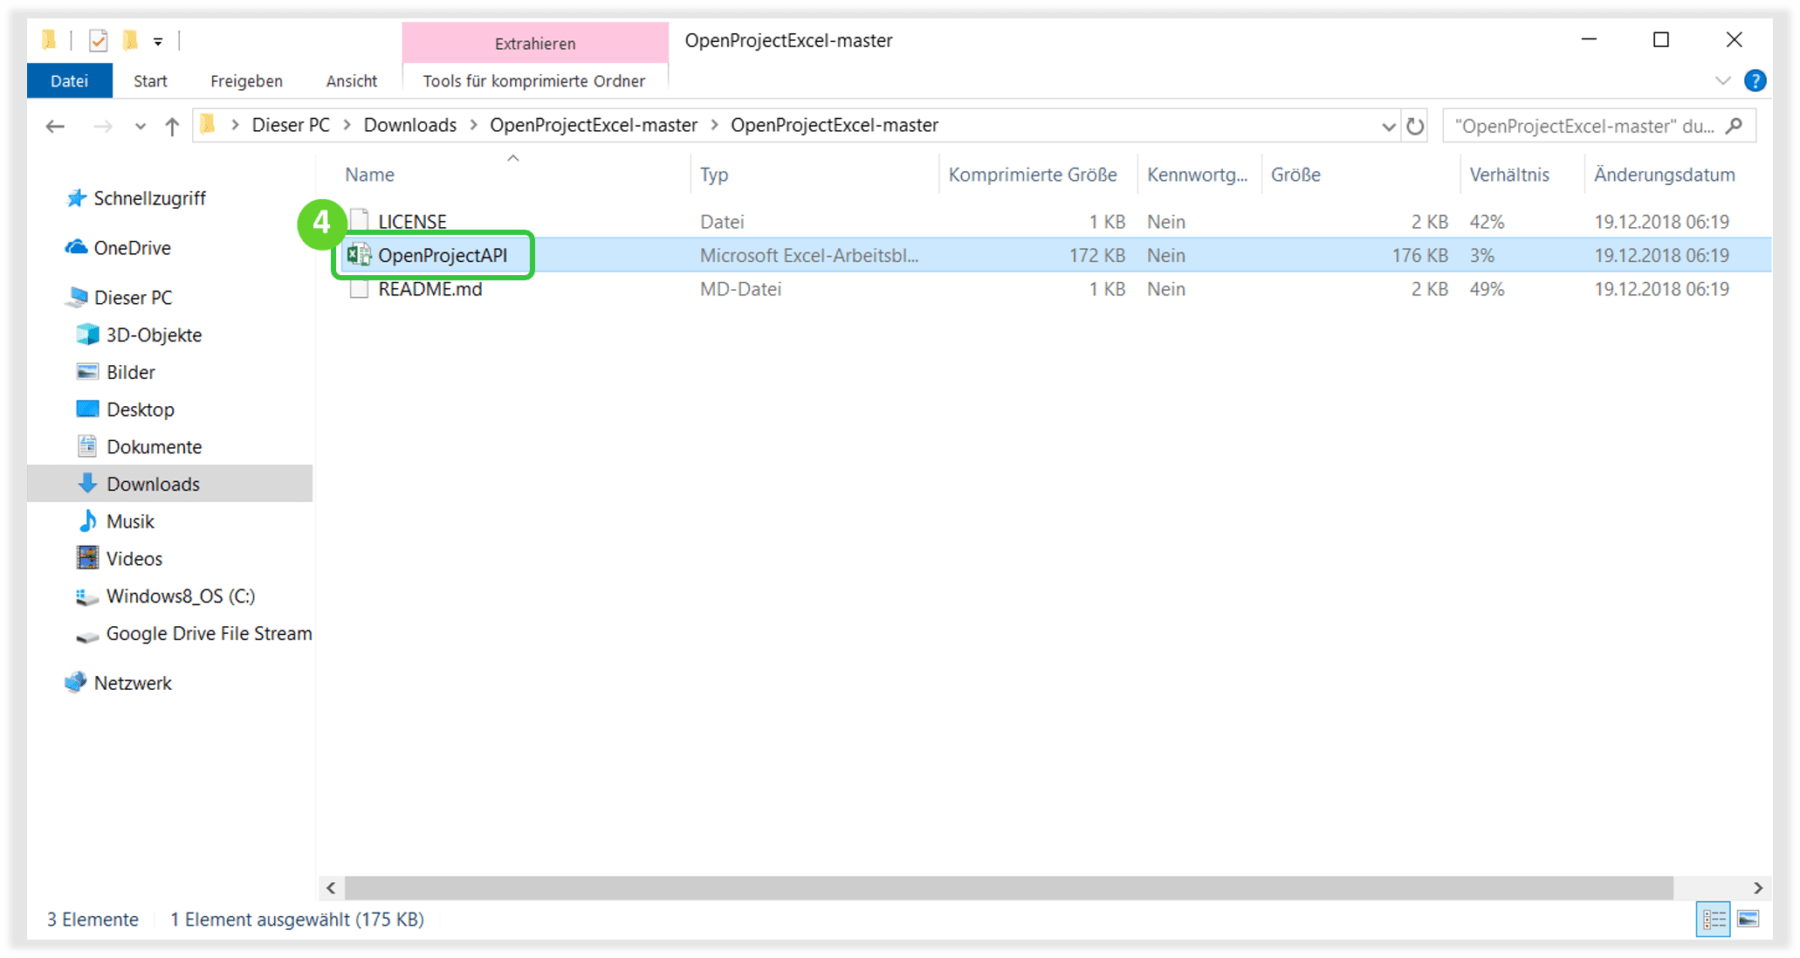 Extrahieren
OpenProjectExcel-master
Datei Start Freigeben Ansicht Tools für komprimierte Ordner ?
Dieser PC Downloads OpenProjectExcel-master OpenProjectExcel-master
"OpenProjectExcel-master" du...
Name Typ Komprimierte Größe Kennwortg... Größe Verhältnis Änderungsdatum
4
LICENSE Datei 1 KB Nein 2 KB 42% 19.12.2018 06:19
OpenProjectAPI Microsoft Excel-Arbeitsbl... 172 KB Nein 176 KB 3% 19.12.2018 06:19
README.md MD-Datei 1 KB Nein 2 KB 49% 19.12.2018 06:19
Schnellzugriff
OneDrive
Dieser PC
3D-Objekte
Bilder
Desktop
Dokumente
Downloads
Musik
Videos
Windows8_OS (C:)
Google Drive File Stream
Netzwerk
3 Elemente 1 Element ausgewählt (175 KB)